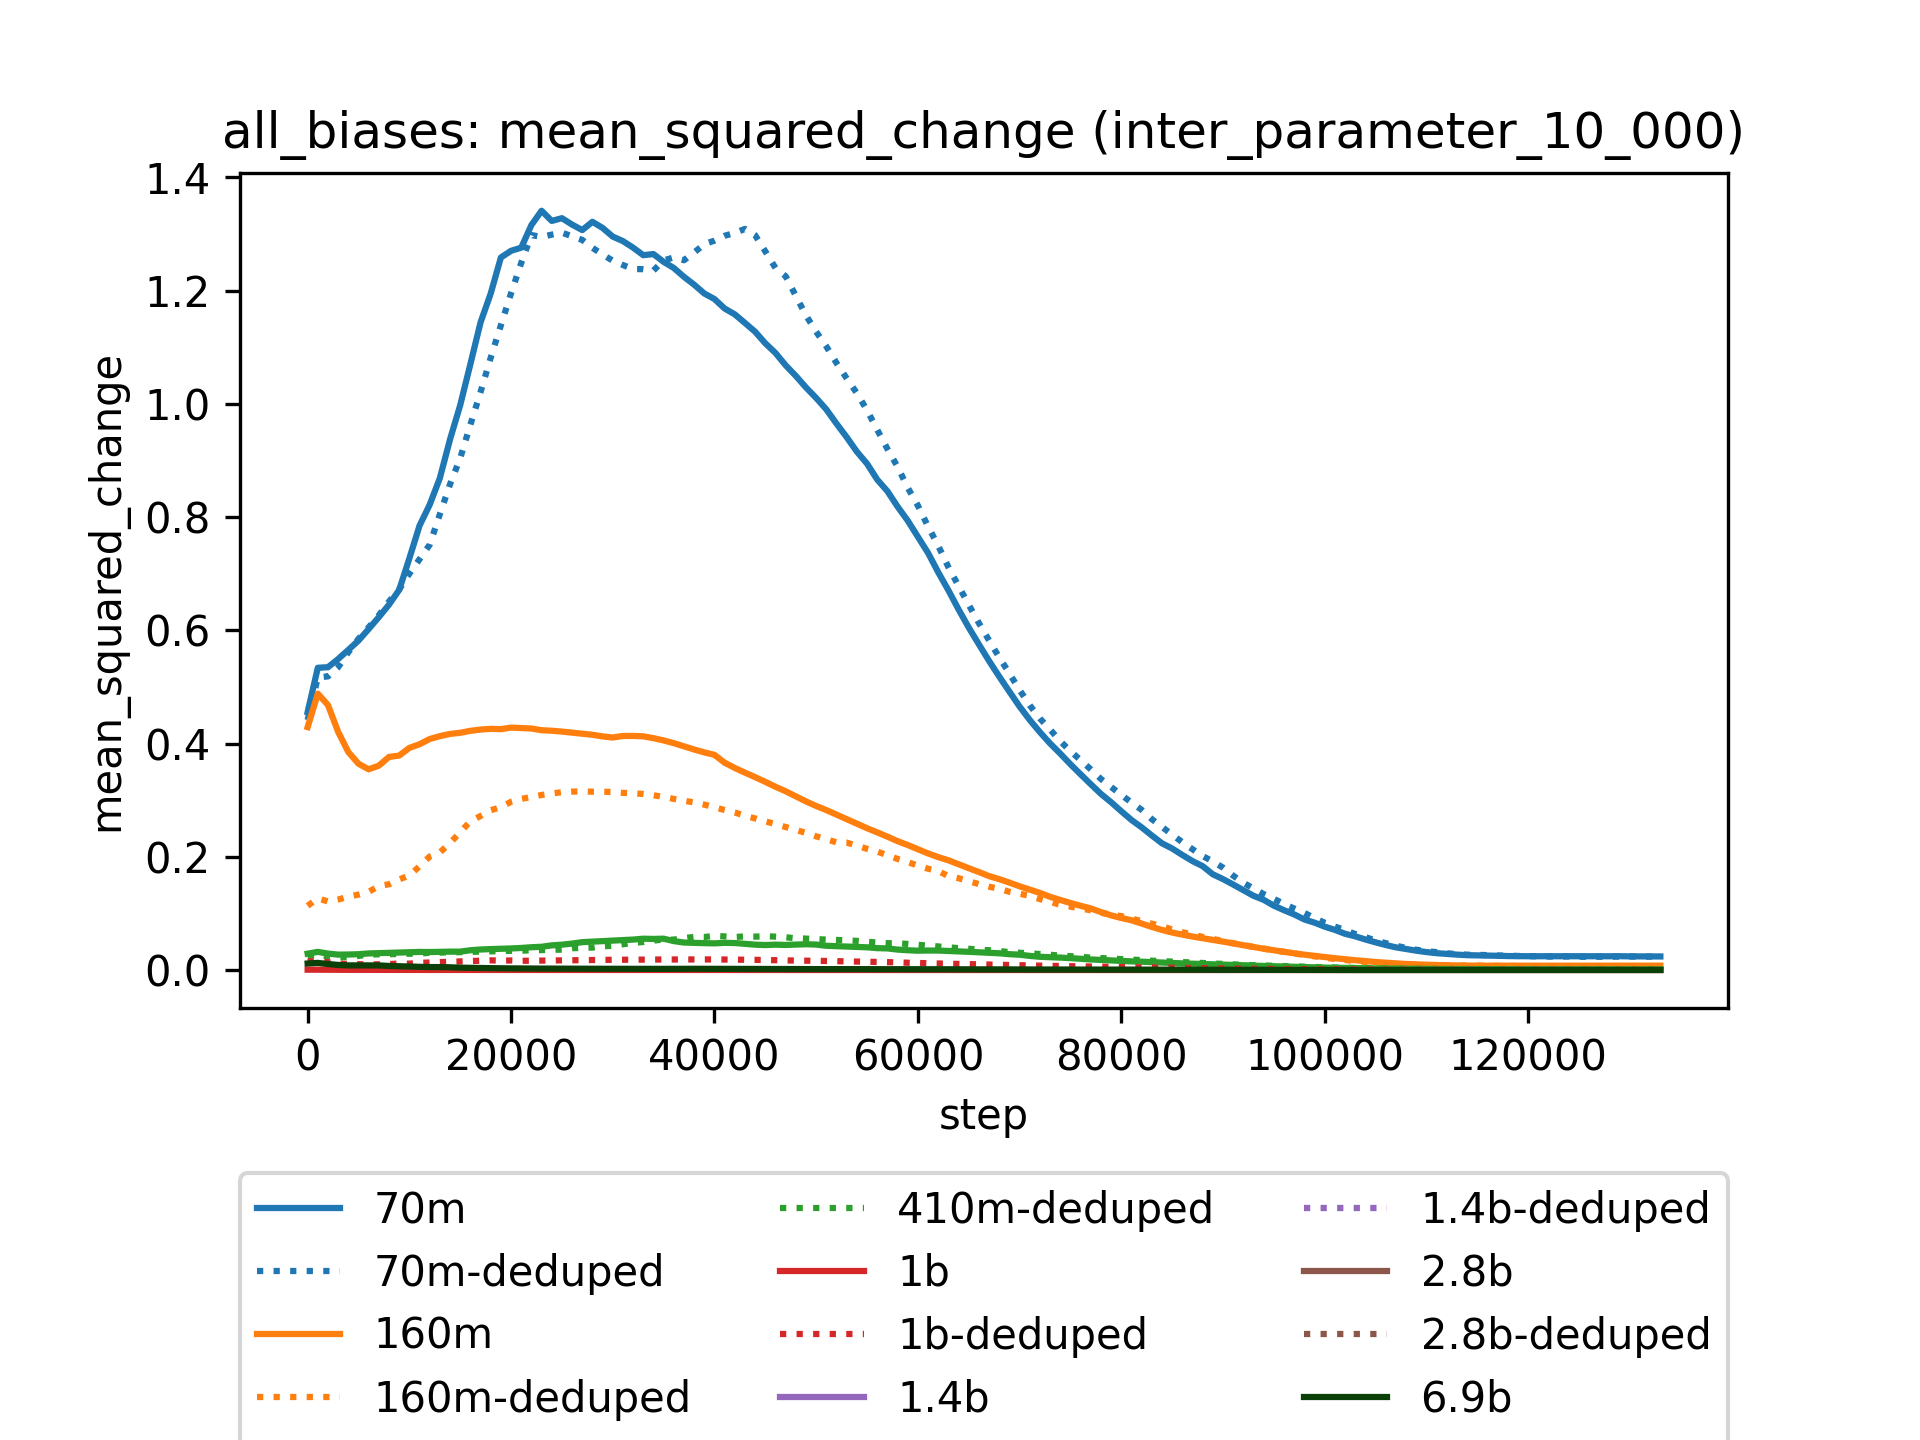 all_biases: mean_squared_change (inter_parameter_10_000)
mean_squared_change
1.4
1.2
1.0
0.8
0.6
0.4
0.2
0.0
0 20000 40000 60000 80000 100000 120000
step
70m
70m-deduped
160m
160m-deduped
410m-deduped
1b
1b-deduped
1.4b
1.4b-deduped
2.8b
2.8b-deduped
6.9b